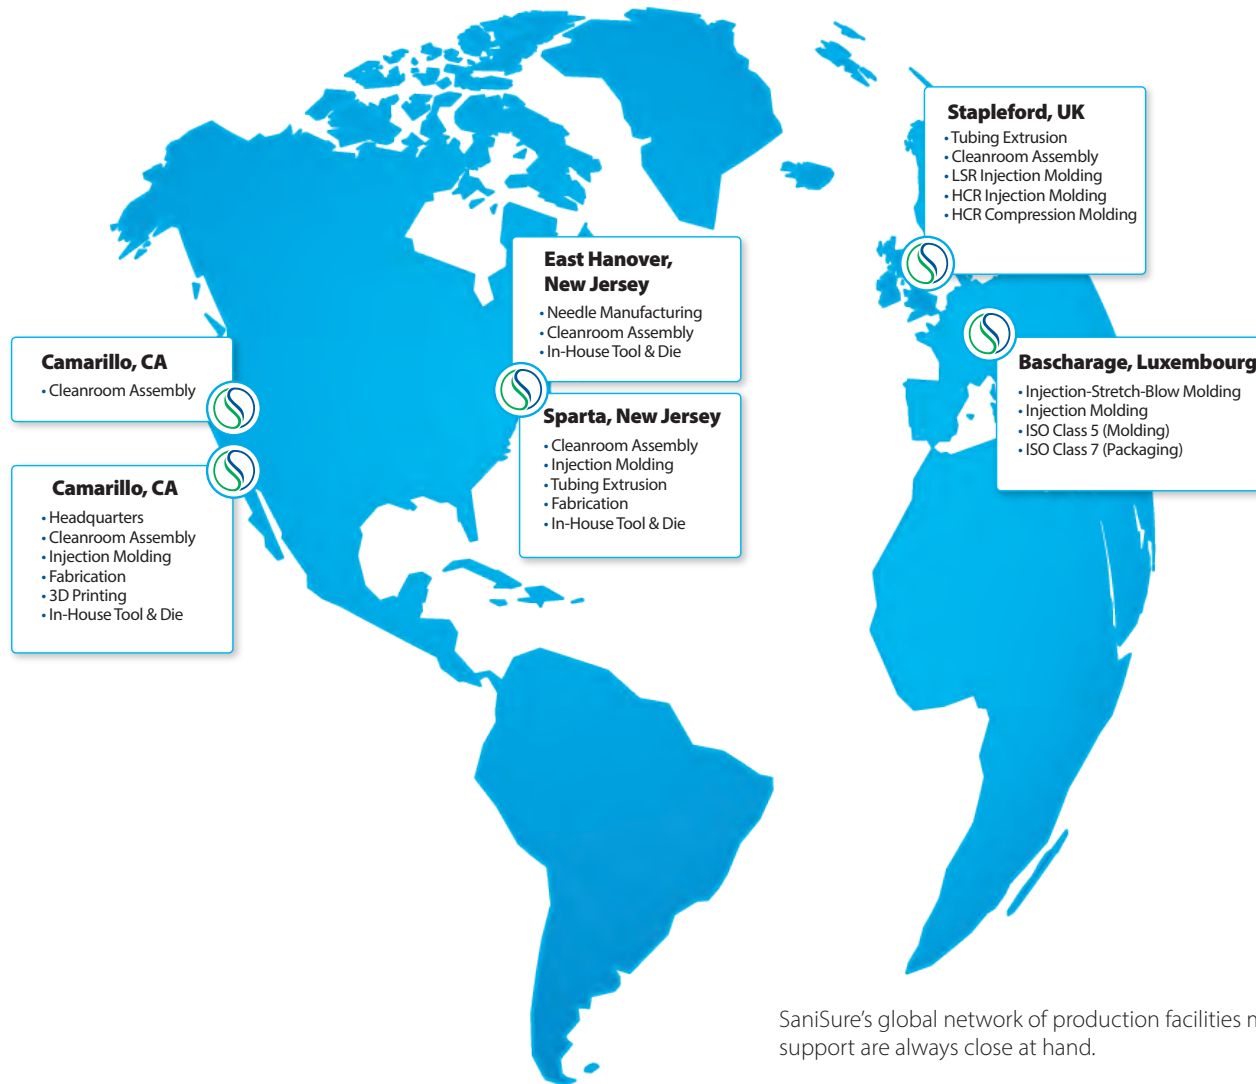 Stapleford, UK
• Tubing Extrusion
• Cleanroom Assembly
• LSR Injection Molding
• HCR Injection Molding
• HCR Compression Molding
East Hanover,
New Jersey
• Needle Manufacturing
• Cleanroom Assembly
• In-House Tool & Die
Camarillo, CA
• Cleanroom Assembly
Bascharage, Luxembourg
• Injection-Stretch-Blow Molding
• Injection Molding
• ISO Class 5 (Molding)
• ISO Class 7 (Packaging)
Sparta, New Jersey
• Cleanroom Assembly
• Injection Molding
• Tubing Extrusion
• Fabrication
• In-House Tool & Die
Camarillo, CA
• Headquarters
• Cleanroom Assembly
• Injection Molding
• Fabrication
• 3D Printing
• In-House Tool & Die
SaniSure’s global network of production facilities
support are always close at hand.